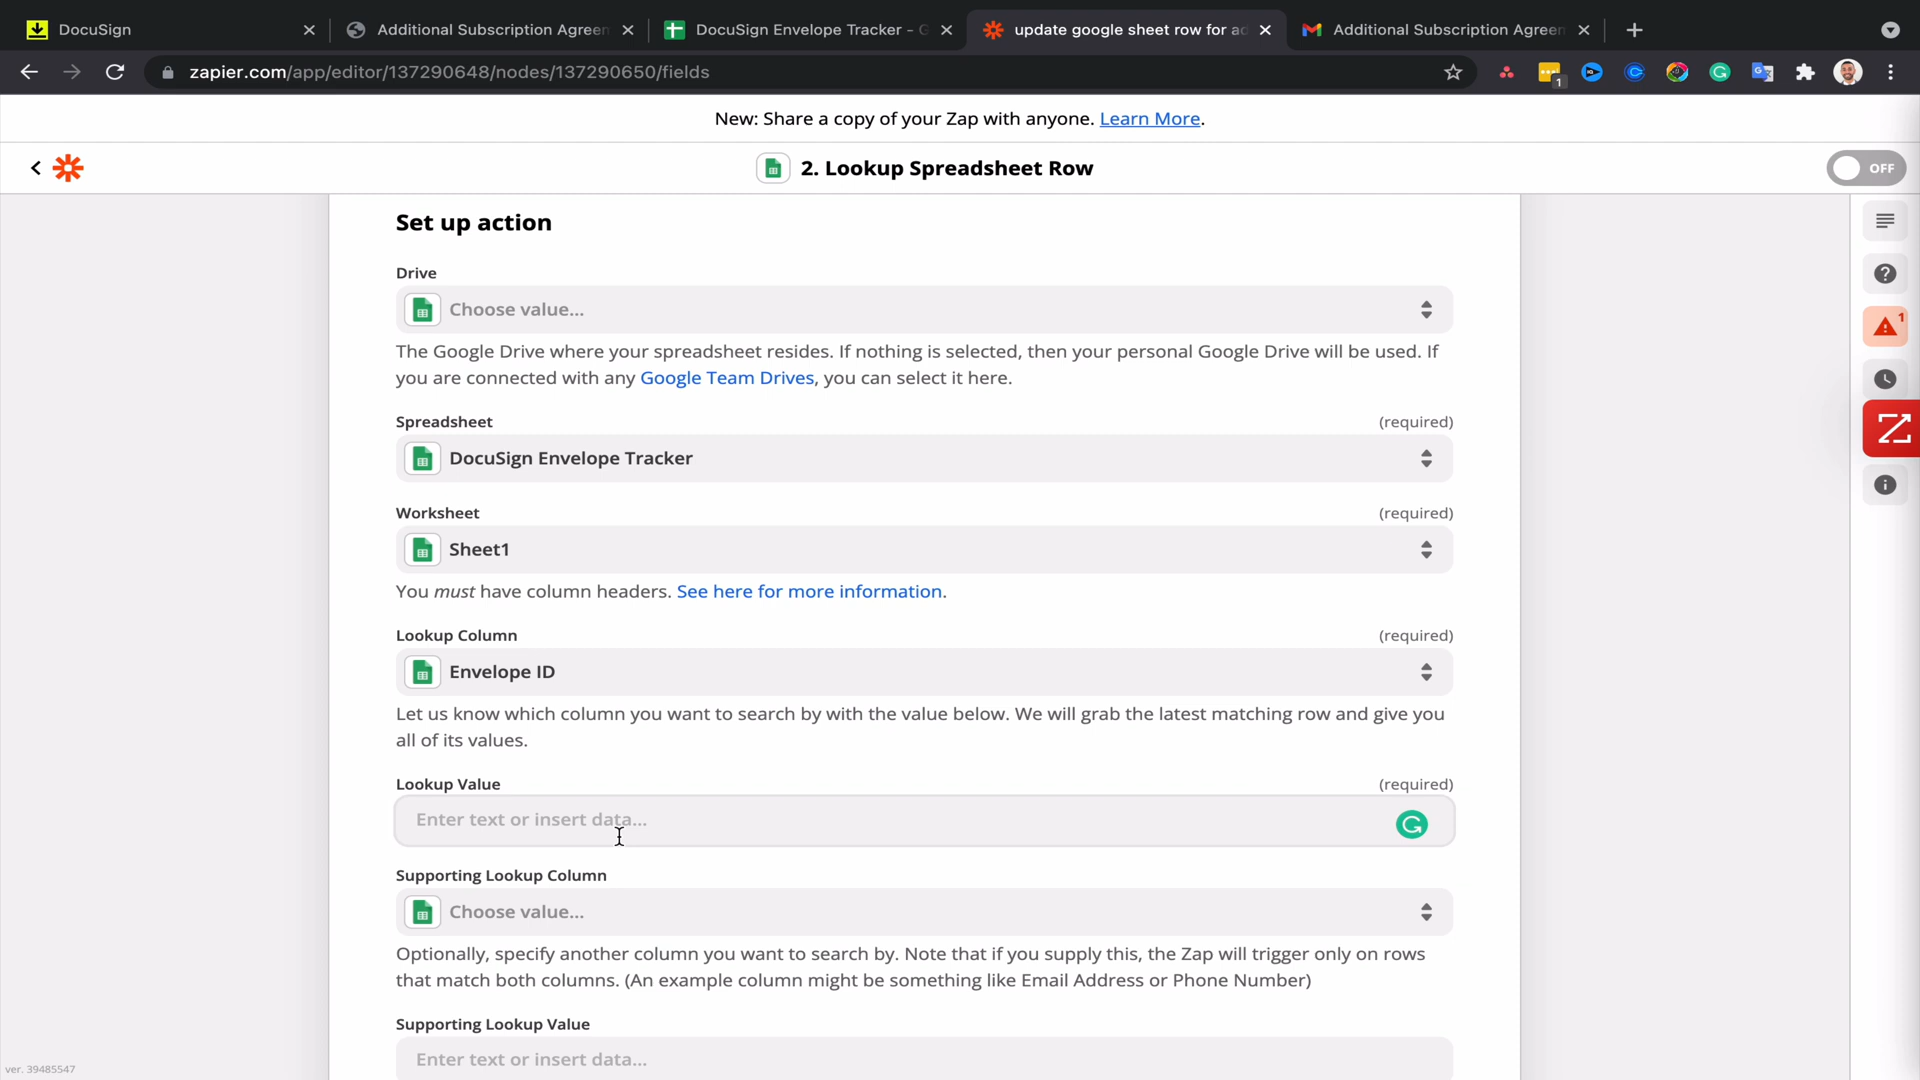 DocuSign
Additional Subscription Agreem
DocuSign Envelope Tracker - G
update google sheet row for ad
Additional Subscription Agreem
zapier.com/app/editor/137290648/nodes/137290650/fields
1
New: Share a copy of your Zap with anyone. Learn More.
2. Lookup Spreadsheet Row
OFF
Set up action
Drive
Choose value...
The Google Drive where your spreadsheet resides. If nothing is selected, then your personal Google Drive will be used. If
you are connected with any Google Team Drives, you can select it here.
1
Spreadsheet (required)
DocuSign Envelope Tracker
Worksheet (required)
Sheet1
You must have column headers. See here for more information.
Lookup Column (required)
Envelope ID
Let us know which column you want to search by with the value below. We will grab the latest matching row and give you
all of its values.
Lookup Value (required)
Enter text or insert data...
Supporting Lookup Column
Choose value...
Optionally, specify another column you want to search by. Note that if you supply this, the Zap will trigger only on rows
that match both columns. (An example column might be something like Email Address or Phone Number)
Supporting Lookup Value
Enter text or insert data...
ver. 39485547